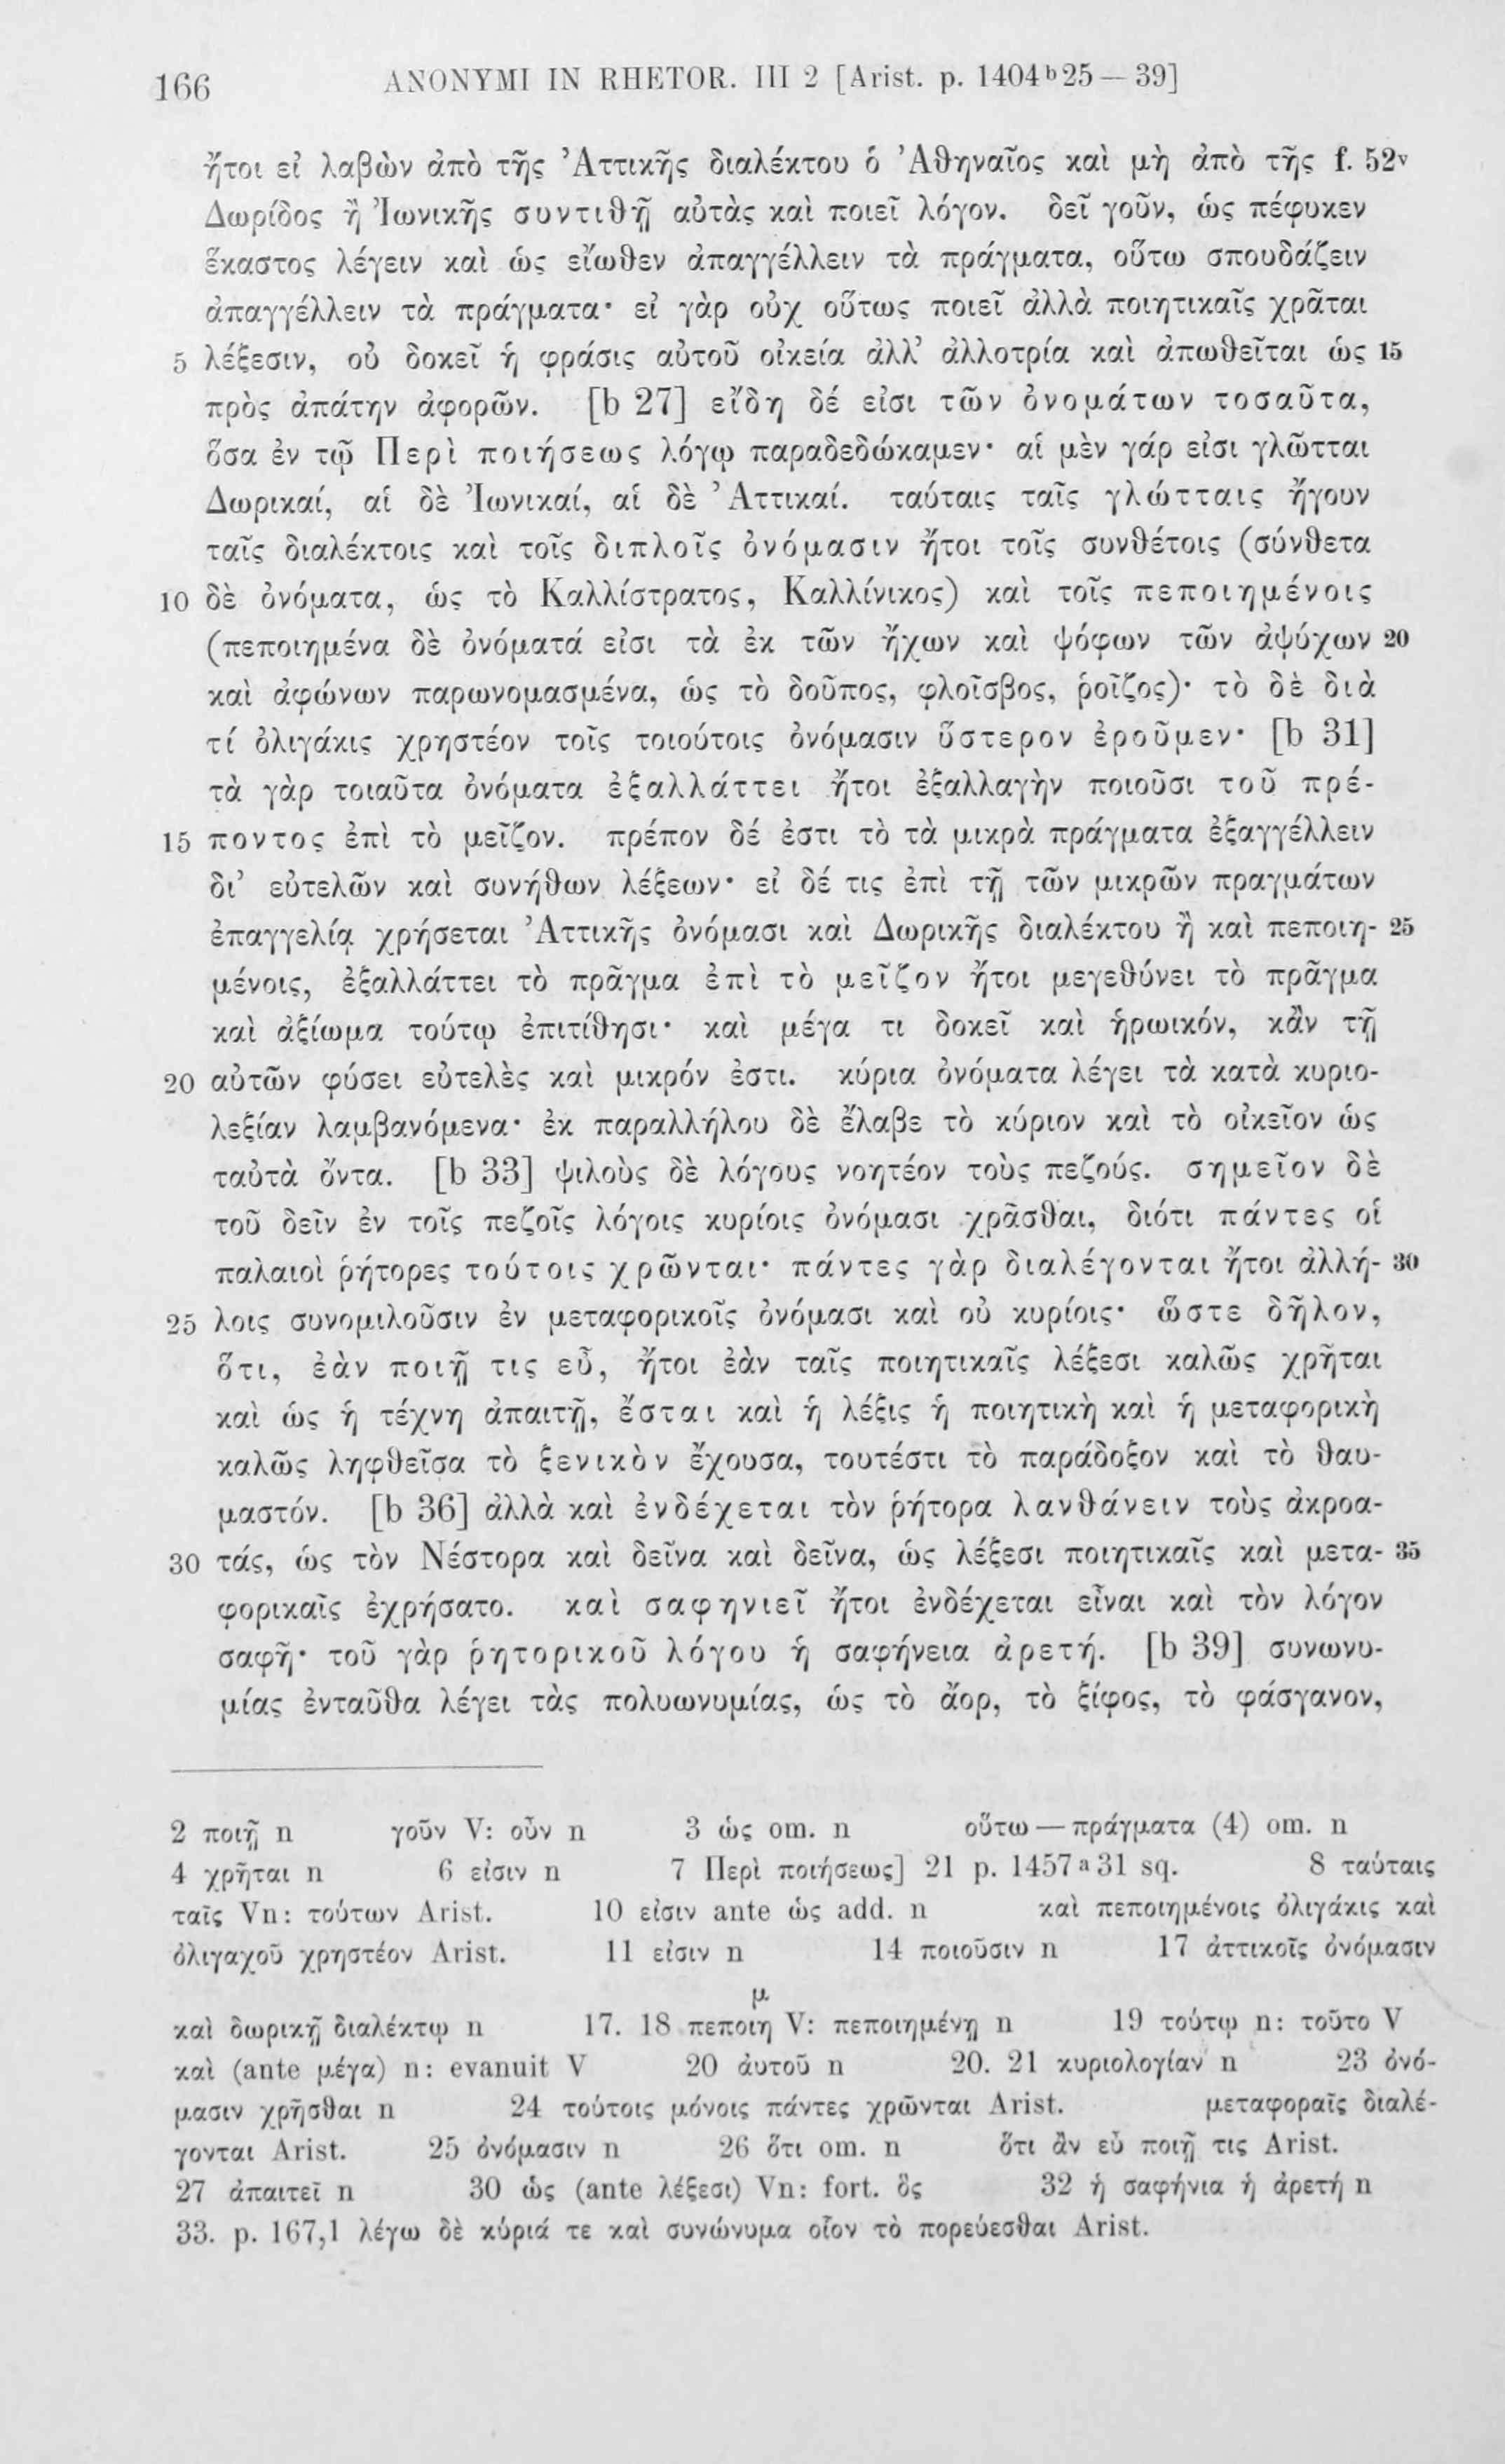 166 ANONYMI IN RHETOR. III 2 [Arist. p. 1404ᵇ25 — 39]
ἤτοι εἰ λαβὼν ἀπὸ τῆς Ἀττικῆς διαλέκτου ὁ Ἀθηναῖος καὶ μὴ ἀπὸ τῆς f. 52ᵛ
Δωρίδος ἢ Ἰωνικῆς συντιθῇ αὐτὰς καὶ ποιεῖ λόγον. δεῖ γοῦν, ὡς πέφυκεν
ἕκαστος λέγειν καὶ ὡς εἴωθεν ἀπαγγέλλειν τὰ πράγματα, οὕτω σπουδάζειν
ἀπαγγέλλειν τὰ πράγματα· εἰ γὰρ οὐχ οὕτως ποιεῖ ἀλλὰ ποιητικαῖς χρᾶται
5 λέξεσιν, οὐ δοκεῖ ἡ φράσις αὐτοῦ οἰκεία ἀλλ’ ἀλλοτρία καὶ ἀπωθεῖται ὡς 15
πρὸς ἀπάτην ἀφορῶν. [b 27] εἴδη δέ εἰσι τῶν ὀνομάτων τοσαῦτα,
ὅσα ἐν τῷ Περὶ ποιήσεως λόγῳ παραδεδώκαμεν· αἱ μὲν γάρ εἰσι γλῶτται
Δωρικαί, αἱ δὲ Ἰωνικαί, αἱ δὲ Ἀττικαί. ταύταις ταῖς γλώτταις ἤγουν
ταῖς διαλέκτοις καὶ τοῖς διπλοῖς ὀνόμασιν ἤτοι τοῖς συνθέτοις (σύνθετα
10 δὲ ὀνόματα, ὡς τὸ Καλλίστρατος, Καλλίνικος) καὶ τοῖς πεποιημένοις
(πεποιημένα δὲ ὀνόματά εἰσι τὰ ἐκ τῶν ἤχων καὶ ψόφων τῶν ἀψύχων 20
καὶ ἀφώνων παρωνομασμένα, ὡς τὸ δοῦπος, φλοῖσβος, ῥοῖζος)· τὸ δὲ διὰ
τί ὀλιγάκις χρηστέον τοῖς τοιούτοις ὀνόμασιν ὕστερον ἐροῦμεν· [b 31]
τὰ γὰρ τοιαῦτα ὀνόματα ἐξαλλάττει ἤτοι ἐξαλλαγὴν ποιοῦσι τοῦ πρέ-
15 ποντος ἐπὶ τὸ μεῖζον. πρέπον δέ ἐστι τὸ τὰ μικρὰ πράγματα ἐξαγγέλλειν
δι’ εὐτελῶν καὶ συνήθων λέξεων· εἰ δέ τις ἐπὶ τῇ τῶν μικρῶν πραγμάτων
ἐπαγγελίᾳ χρήσεται Ἀττικῆς ὀνόμασι καὶ Δωρικῆς διαλέκτου ἢ καὶ πεποιη- 25
μένοις, ἐξαλλάττει τὸ πρᾶγμα ἐπὶ τὸ μεῖζον ἤτοι μεγεθύνει τὸ πρᾶγμα
καὶ ἀξίωμα τούτῳ ἐπιτίθησι· καὶ μέγα τι δοκεῖ καὶ ἡρωικόν, κἂν τῇ
20 αὐτῶν φύσει εὐτελὲς καὶ μικρόν ἐστι. κύρια ὀνόματα λέγει τὰ κατὰ κυριο-
λεξίαν λαμβανόμενα· ἐκ παραλλήλου δὲ ἔλαβε τὸ κύριον καὶ τὸ οἰκεῖον ὡς
ταὐτὰ ὄντα. [b 33] ψιλοὺς δὲ λόγους νοητέον τοὺς πεζούς. σημεῖον δὲ
τοῦ δεῖν ἐν τοῖς πεζοῖς λόγοις κυρίοις ὀνόμασι χρᾶσθαι, διότι πάντες οἱ
παλαιοὶ ῥήτορες τούτοις χρῶνται· πάντες γὰρ διαλέγονται ἤτοι ἀλλή- 30
25 λοις συνομιλοῦσιν ἐν μεταφορικοῖς ὀνόμασι καὶ οὐ κυρίοις· ὥστε δῆλον,
ὅτι, ἐὰν ποιῇ τις εὖ, ἤτοι ἐὰν ταῖς ποιητικαῖς λέξεσι καλῶς χρῆται
καὶ ὡς ἡ τέχνη ἀπαιτῇ, ἔσται καὶ ἡ λέξις ἡ ποιητικὴ καὶ ἡ μεταφορικὴ
καλῶς ληφθεῖσα τὸ ξενικὸν ἔχουσα, τουτέστι τὸ παράδοξον καὶ τὸ θαυ-
μαστόν. [b 36] ἀλλὰ καὶ ἐνδέχεται τὸν ῥήτορα λανθάνειν τοὺς ἀκροα-
30 τάς, ὡς τὸν Νέστορα καὶ δεῖνα καὶ δεῖνα, ὡς λέξεσι ποιητικαῖς καὶ μετα- 35
φορικαῖς ἐχρήσατο. καὶ σαφηνιεῖ ἤτοι ἐνδέχεται εἶναι καὶ τὸν λόγον
σαφῆ· τοῦ γὰρ ῥητορικοῦ λόγου ἡ σαφήνεια ἀρετή. [b 39] συνωνυ-
μίας ἐνταῦθα λέγει τὰς πολυωνυμίας, ὡς τὸ ἄορ, τὸ ξίφος, τὸ φάσγανον,
2 ποιῇ n γοῦν V: οὖν n 3 ὡς om. n οὕτω — πράγματα (4) om. n
4 χρῆται n 6 εἰσιν n 7 Περὶ ποιήσεως] 21 p. 1457ᵃ31 sq. 8 ταύταις
ταῖς Vn: τούτων Arist. 10 εἰσιν ante ὡς add. n καὶ πεποιημένοις ὀλιγάκις καὶ
ὀλιγαχοῦ χρηστέον Arist. 11 εἰσιν n 14 ποιοῦσιν n 17 ἀττικοῖς ὀνόμασιν
μ
καὶ δωρικῇ διαλέκτῳ n 17. 18 πεποιη V: πεποιημένῃ n 19 τούτῳ n: τοῦτο V
καὶ (ante μέγα) n: evanuit V 20 ἀυτοῦ n 20. 21 κυριολογίαν n 23 ὀνό-
μασιν χρῆσθαι n 24 τούτοις μόνοις πάντες χρῶνται Arist. μεταφοραῖς διαλέ-
γονται Arist. 25 ὀνόμασιν n 26 ὅτι om. n ὅτι ἂν εὖ ποιῇ τις Arist.
27 ἀπαιτεῖ n 30 ὡς (ante λέξεσι) Vn: fort. ὃς 32 ἡ σαφήνια ἡ ἀρετή n
33. p. 167,1 λέγω δὲ κύριά τε καὶ συνώνυμα οἷον τὸ πορεύεσθαι Arist.